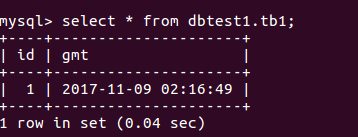 mysql> select * from dbtest1.tb1;
+----+---------------------+
| id | gmt                 |
+----+---------------------+
|  1 | 2017-11-09 02:16:49 |
+----+---------------------+
1 row in set (0.04 sec)